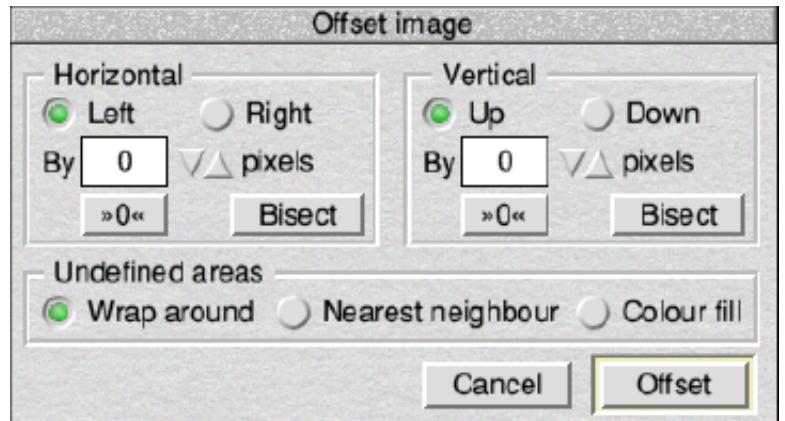 Offset image
Horizontal
Left Right
By 0 pixels
»0« Bisect
Vertical
Up Down
By 0 pixels
»0« Bisect
Undefined areas
Wrap around Nearest neighbour Colour fill
Cancel Offset